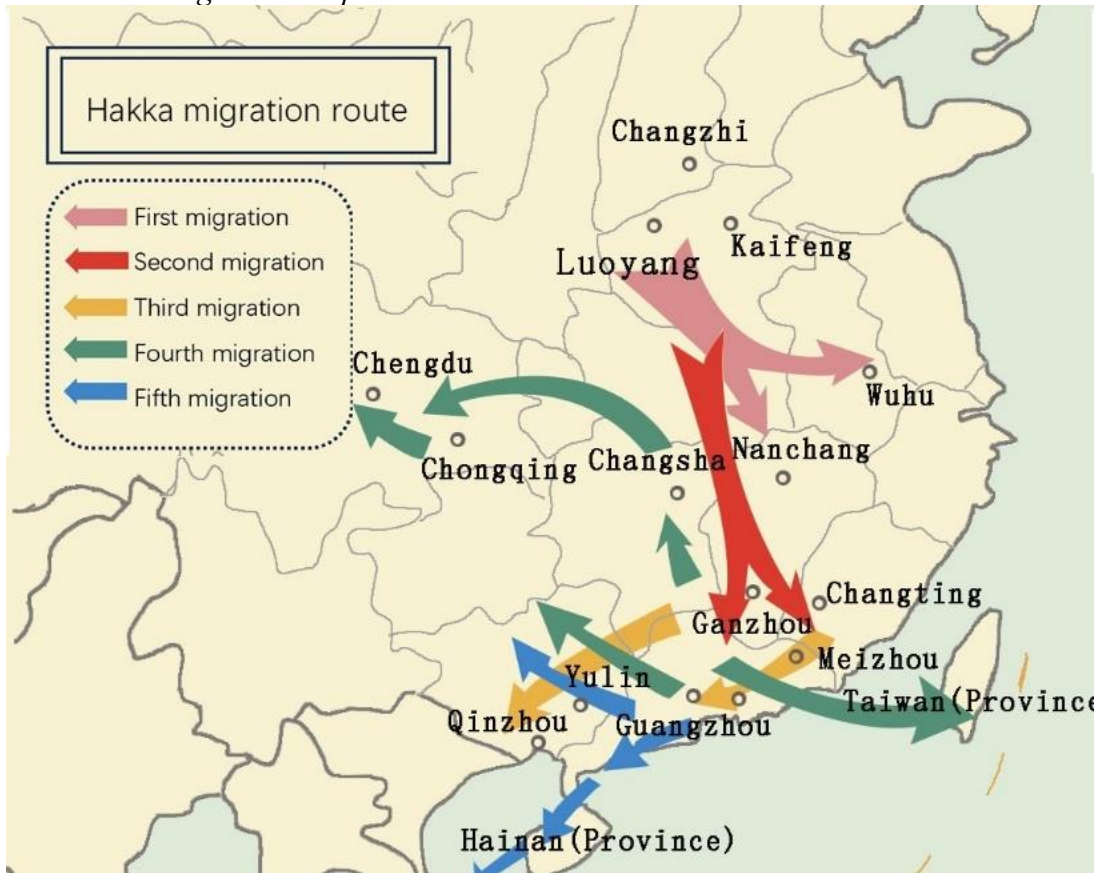 Hakka migration route
First migration
Second migration
Third migration
Fourth migration
Fifth migration
Changzhi
Kaifeng
Luoyang
Chengdu
Wuhu
Chongqing
Changsha
Nanchang
Changting
Ganzhou
Meizhou
Yulin
Taiwan(Province
Qinzhou
Guangzhou
Hainan(Province)